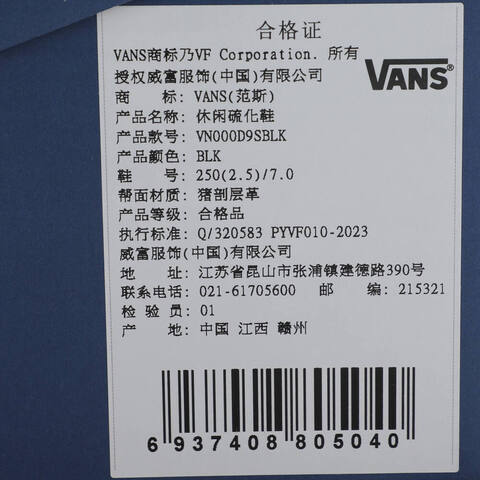 合格证
VANS商标乃VF Corporation. 所有
授权威富服饰(中国)有限公司
VANS®
商 标: VANS(范斯)
产品名称: 休闲硫化鞋
产品款号: VN000D9SBLK
产品颜色: BLK
鞋 号: 250(2.5)/7.0
帮面材质: 猪剖层革
产品等级: 合格品
执行标准: Q/320583 PYVF010-2023
威富服饰(中国)有限公司
地 址: 江苏省昆山市张浦镇建德路390号
联系电话: 021-61705600 邮 编: 215321
检 验 员: 01
产 地: 中国 江西 赣州
6 937408 805040